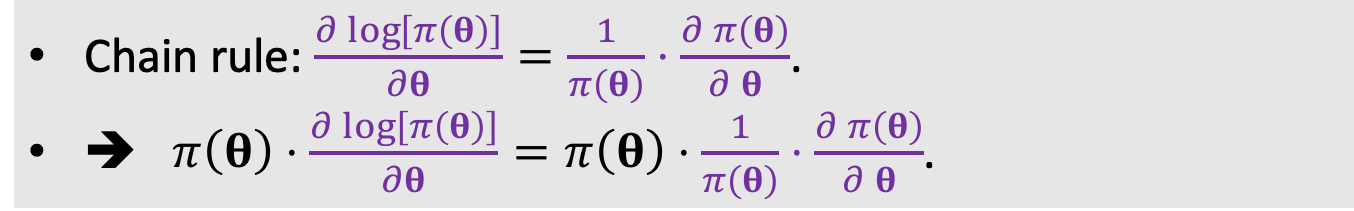 • Chain rule: ∂ log[π(θ)] / ∂θ = 1 / π(θ) · ∂ π(θ) / ∂ θ.
• ➔ π(θ) · ∂ log[π(θ)] / ∂θ = π(θ) · 1 / π(θ) · ∂ π(θ) / ∂ θ.